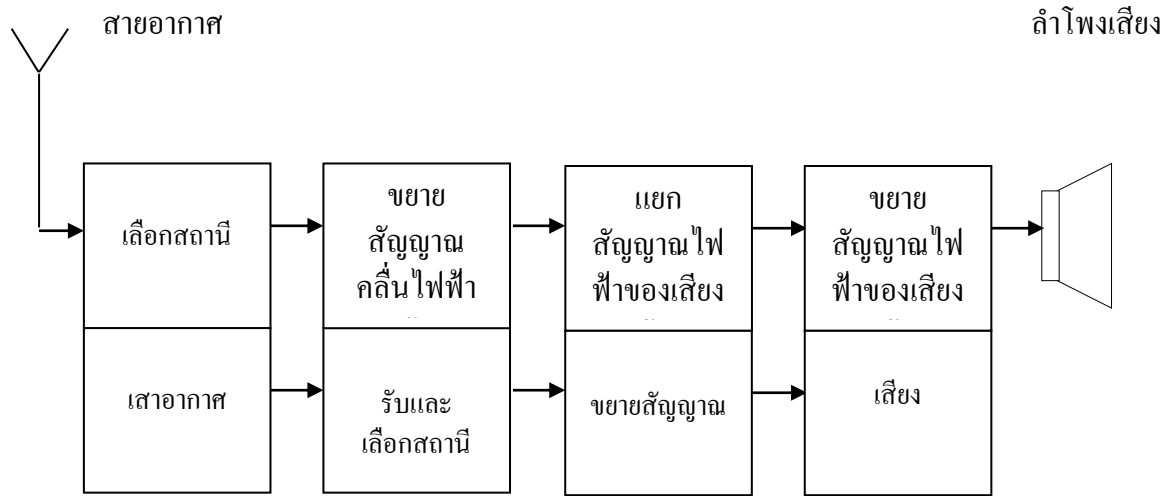 สายอากาศ
ลำโพงเสียง
เลือกสถานี
ขยาย
สัญญาณ
คลื่นไฟฟ้า
แยก
สัญญาณไฟ
ฟ้าของเสียง
ขยาย
สัญญาณไฟ
ฟ้าของเสียง
เสาอากาศ
รับและ
เลือกสถานี
ขยายสัญญาณ
เสียง